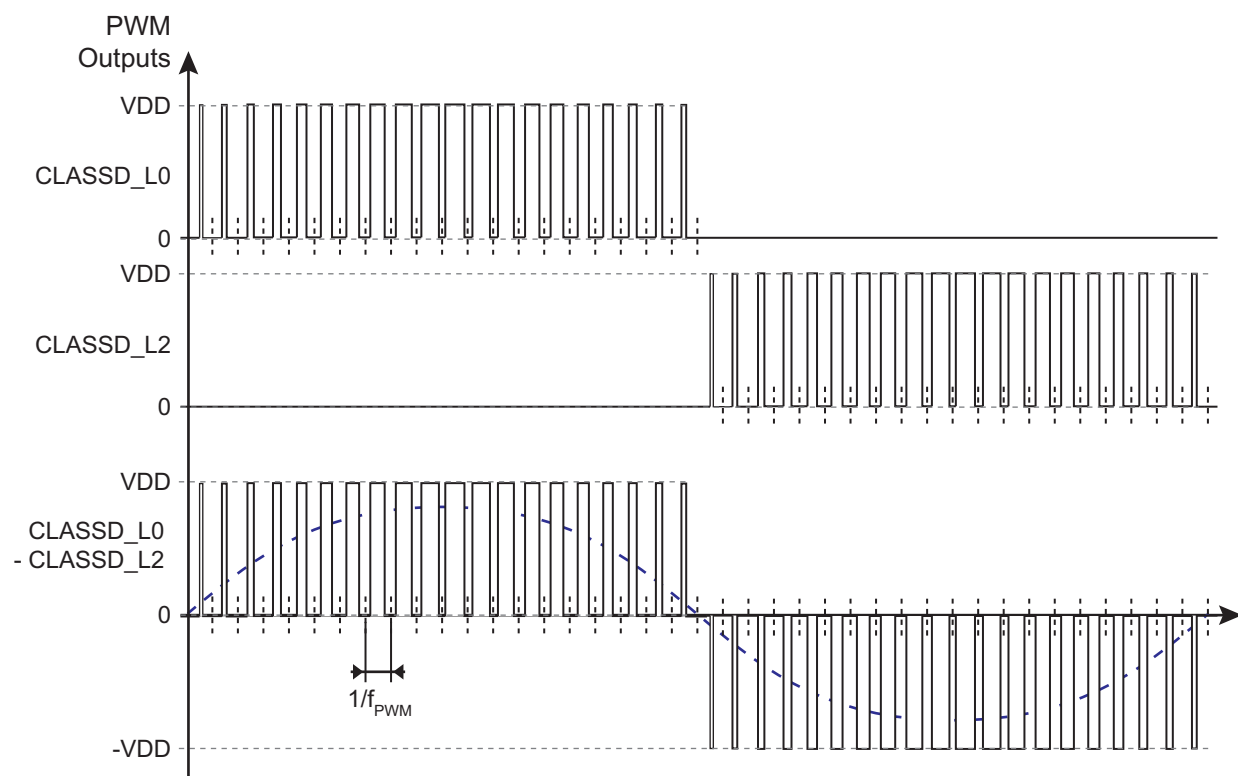 PWM
Outputs
VDD
CLASSD_L0
0
VDD
CLASSD_L2
0
VDD
CLASSD_L0
- CLASSD_L2
0
1/fPWM
-VDD